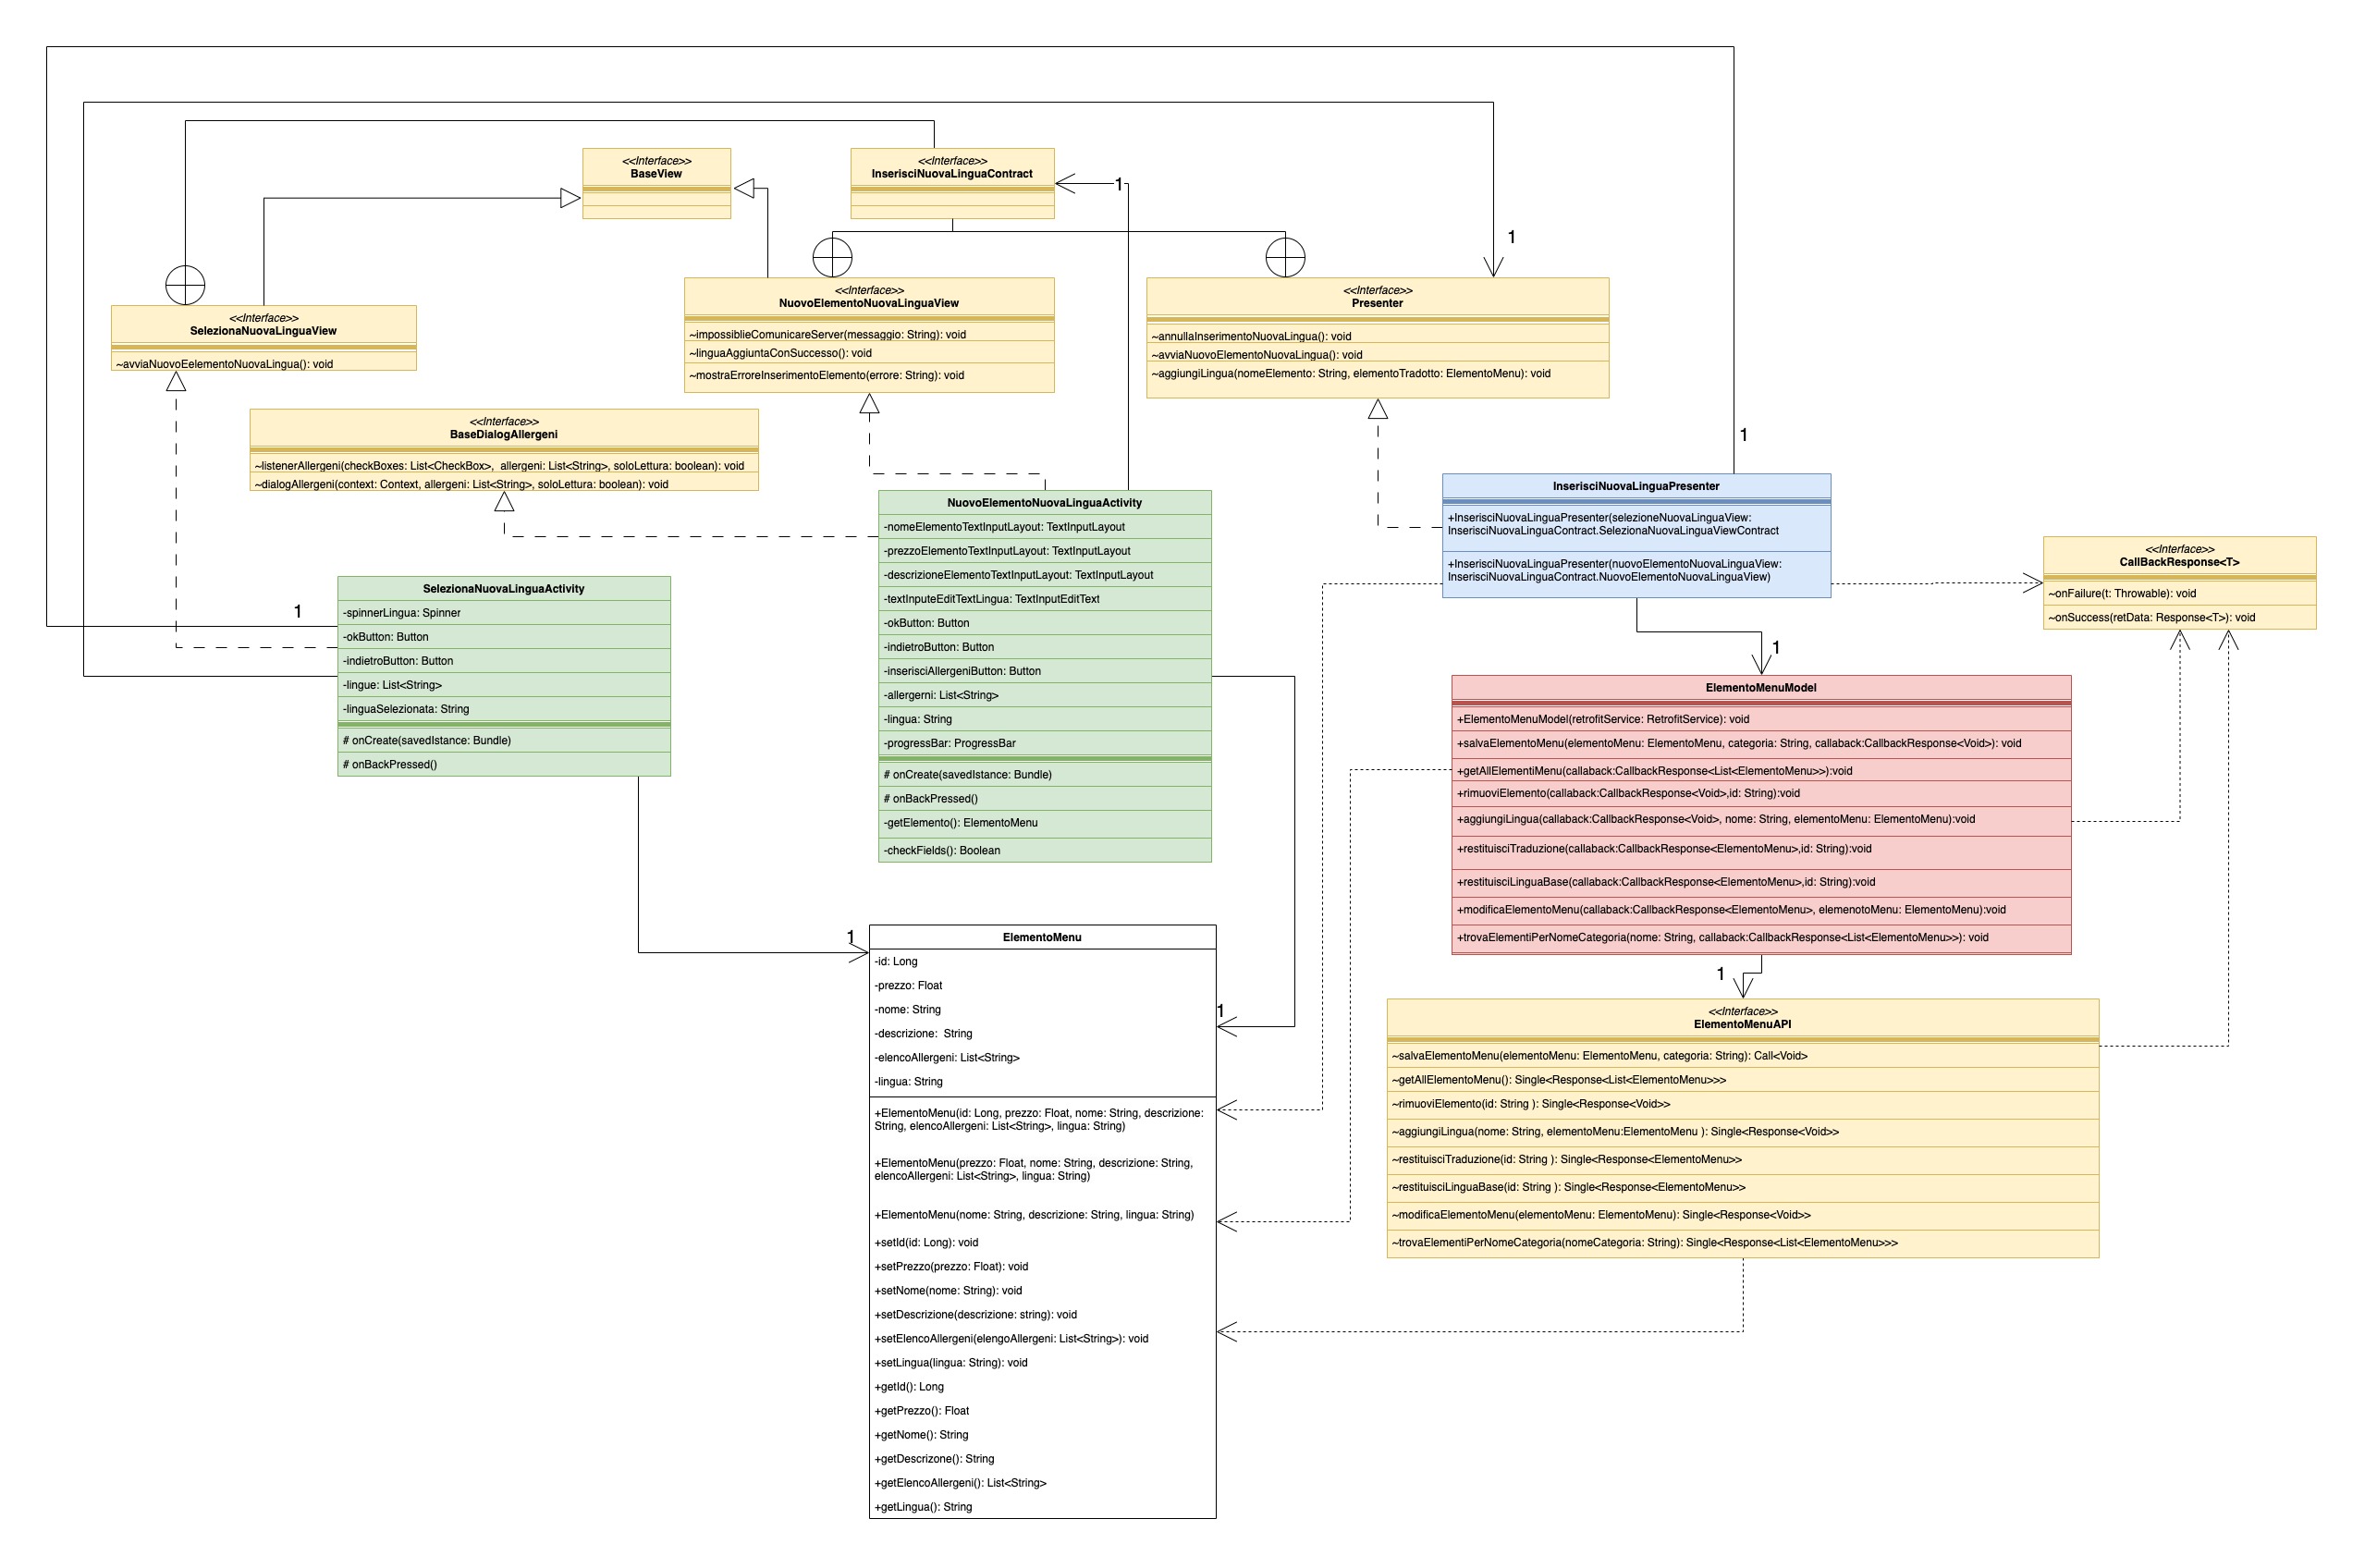 <<Interface>>
BaseView
<<Interface>>
InserisciNuovaLinguaContract
1
1
<<Interface>>
SelezionaNuovaLinguaView
~avviaNuovoEelementoNuovaLingua(): void
<<Interface>>
NuovoElementoNuovaLinguaView
~impossiblieComunicareServer(messaggio: String): void
~linguaAggiuntaConSuccesso(): void
~mostraErroreInserimentoElemento(errore: String): void
<<Interface>>
Presenter
~annullaInserimentoNuovaLingua(): void
~avviaNuovoElementoNuovaLingua(): void
~aggiungiLingua(nomeElemento: String, elementoTradotto: ElementoMenu): void
<<Interface>>
BaseDialogAllergeni
~listenerAllergeni(checkBoxes: List<CheckBox>,  allergeni: List<String>, soloLettura: boolean): void
~dialogAllergeni(context: Context, allergeni: List<String>, soloLettura: boolean): void
1
InserisciNuovaLinguaPresenter
+InserisciNuovaLinguaPresenter(selezioneNuovaLinguaView:
InserisciNuovaLinguaContract.SelezionaNuovaLinguaViewContract
+InserisciNuovaLinguaPresenter(nuovoElementoNuovaLinguaView:
InserisciNuovaLinguaContract.NuovoElementoNuovaLinguaView)
<<Interface>>
CallBackResponse<T>
~onFailure(t: Throwable): void
~onSuccess(retData: Response<T>): void
NuovoElementoNuovaLinguaActivity
-nomeElementoTextInputLayout: TextInputLayout
-prezzoElementoTextInputLayout: TextInputLayout
-descrizioneElementoTextInputLayout: TextInputLayout
-textInputeEditTextLingua: TextInputEditText
-okButton: Button
-indietroButton: Button
-inserisciAllergeniButton: Button
-allergerni: List<String>
-lingua: String
-progressBar: ProgressBar
# onCreate(savedIstance: Bundle)
# onBackPressed()
-getElemento(): ElementoMenu
-checkFields(): Boolean
1
SelezionaNuovaLinguaActivity
-spinnerLingua: Spinner
-okButton: Button
-indietroButton: Button
-lingue: List<String>
-linguaSelezionata: String
# onCreate(savedIstance: Bundle)
# onBackPressed()
1
ElementoMenuModel
+ElementoMenuModel(retrofitService: RetrofitService): void
+salvaElementoMenu(elementoMenu: ElementoMenu, categoria: String, callaback:CallbackResponse<Void>): void
+getAllElementiMenu(callaback:CallbackResponse<List<ElementoMenu>>):void
+rimuoviElemento(callaback:CallbackResponse<Void>,id: String):void
+aggiungiLingua(callaback:CallbackResponse<Void>, nome: String, elementoMenu: ElementoMenu):void
+restituisciTraduzione(callaback:CallbackResponse<ElementoMenu>,id: String):void
+restituisciLinguaBase(callaback:CallbackResponse<ElementoMenu>,id: String):void
+modificaElementoMenu(callaback:CallbackResponse<ElementoMenu>, elemenotoMenu: ElementoMenu):void
+trovaElementiPerNomeCategoria(nome: String, callaback:CallbackResponse<List<ElementoMenu>>): void
1
1
1
ElementoMenu
-id: Long
-prezzo: Float
-nome: String
-descrizione:  String
-elencoAllergeni: List<String>
-lingua: String
+ElementoMenu(id: Long, prezzo: Float, nome: String, descrizione:
String, elencoAllergeni: List<String>, lingua: String)
+ElementoMenu(prezzo: Float, nome: String, descrizione: String,
elencoAllergeni: List<String>, lingua: String)
+ElementoMenu(nome: String, descrizione: String, lingua: String)
+setId(id: Long): void
+setPrezzo(prezzo: Float): void
+setNome(nome: String): void
+setDescrizione(descrizione: string): void
+setElencoAllergeni(elengoAllergeni: List<String>): void
+setLingua(lingua: String): void
+getId(): Long
+getPrezzo(): Float
+getNome(): String
+getDescrizone(): String
+getElencoAllergeni(): List<String>
+getLingua(): String
<<Interface>>
ElementoMenuAPI
~salvaElementoMenu(elementoMenu: ElementoMenu, categoria: String): Call<Void>
~getAllElementoMenu(): Single<Response<List<ElementoMenu>>>
~rimuoviElemento(id: String ): Single<Response<Void>>
~aggiungiLingua(nome: String, elementoMenu:ElementoMenu ): Single<Response<Void>>
~restituisciTraduzione(id: String ): Single<Response<ElementoMenu>>
~restituisciLinguaBase(id: String ): Single<Response<ElementoMenu>>
~modificaElementoMenu(elementoMenu: ElementoMenu): Single<Response<Void>>
~trovaElementiPerNomeCategoria(nomeCategoria: String): Single<Response<List<ElementoMenu>>>